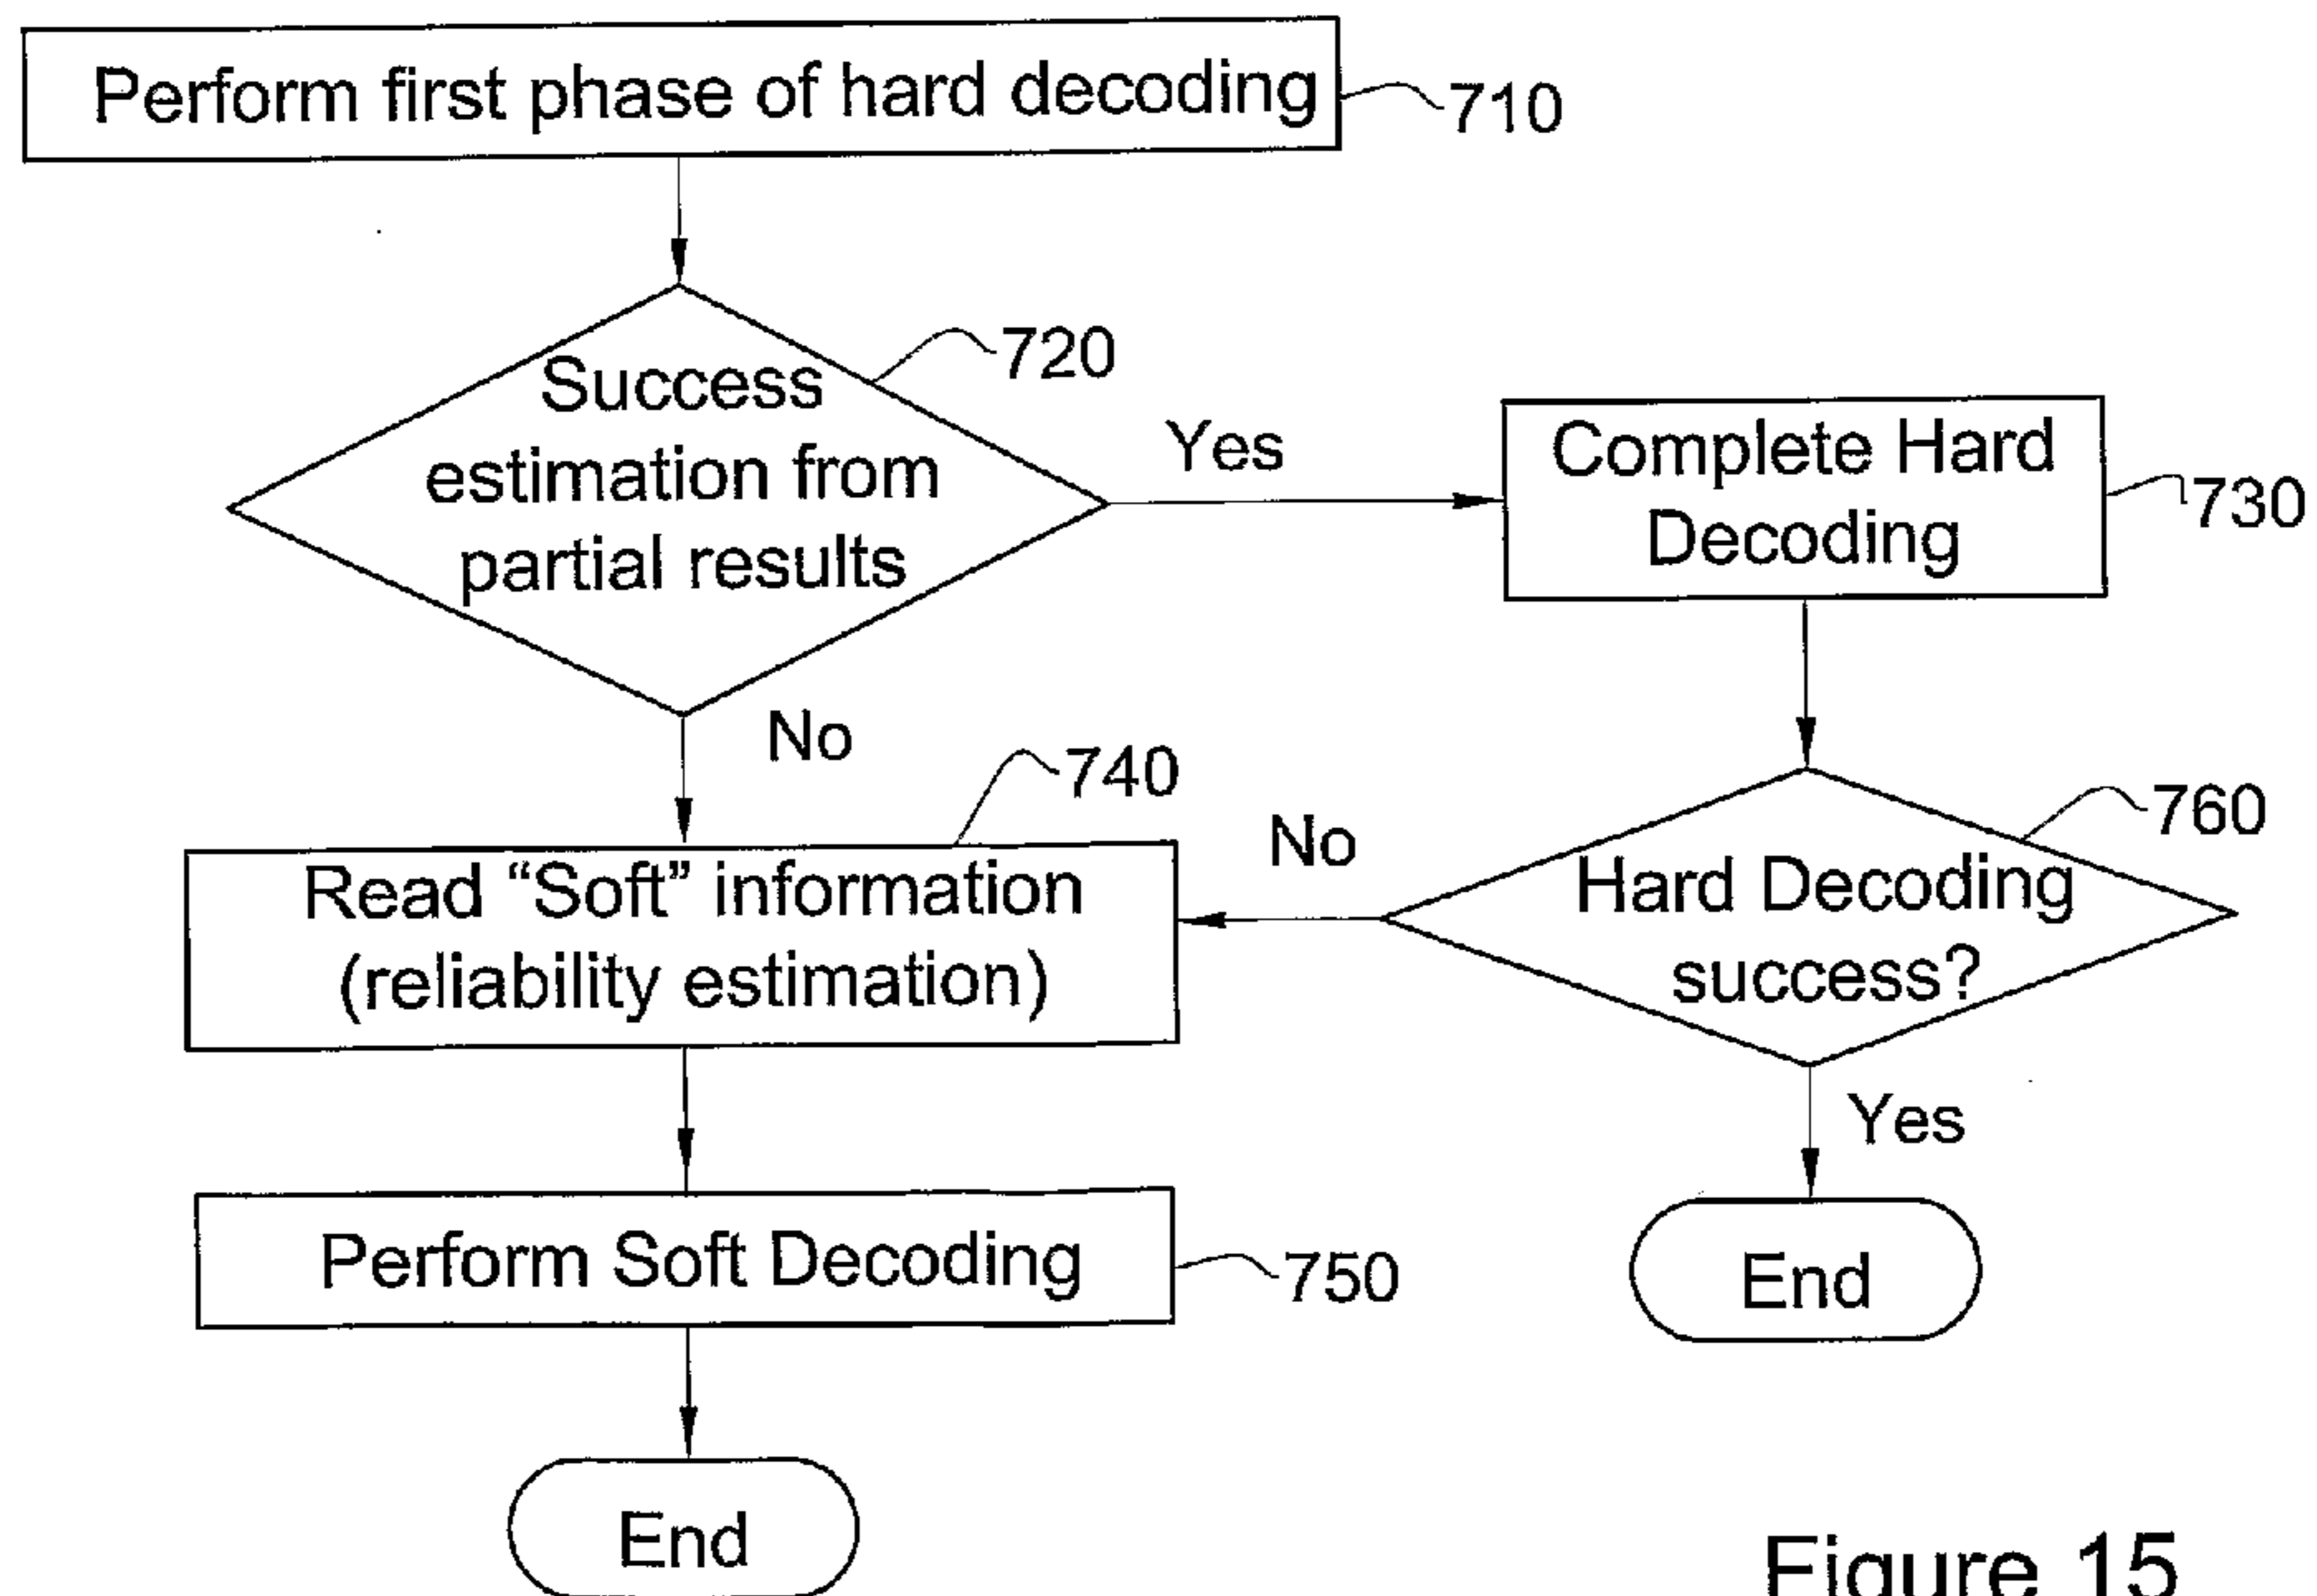 Perform first phase of hard decoding
710
Success
estimation from
partial results
720
Yes
Complete Hard
Decoding
730
No
740
Read “Soft” information
(reliability estimation)
No
Hard Decoding
success?
760
Yes
Perform Soft Decoding
750
End
End
Figure 15